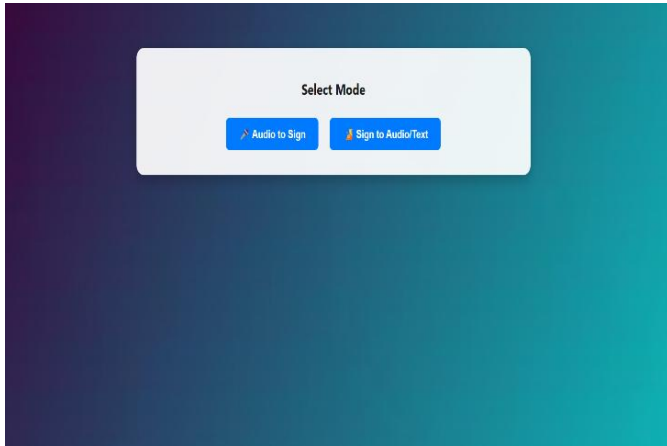 Select Mode
🎤 Audio to Sign
🧏 Sign to Audio/Text